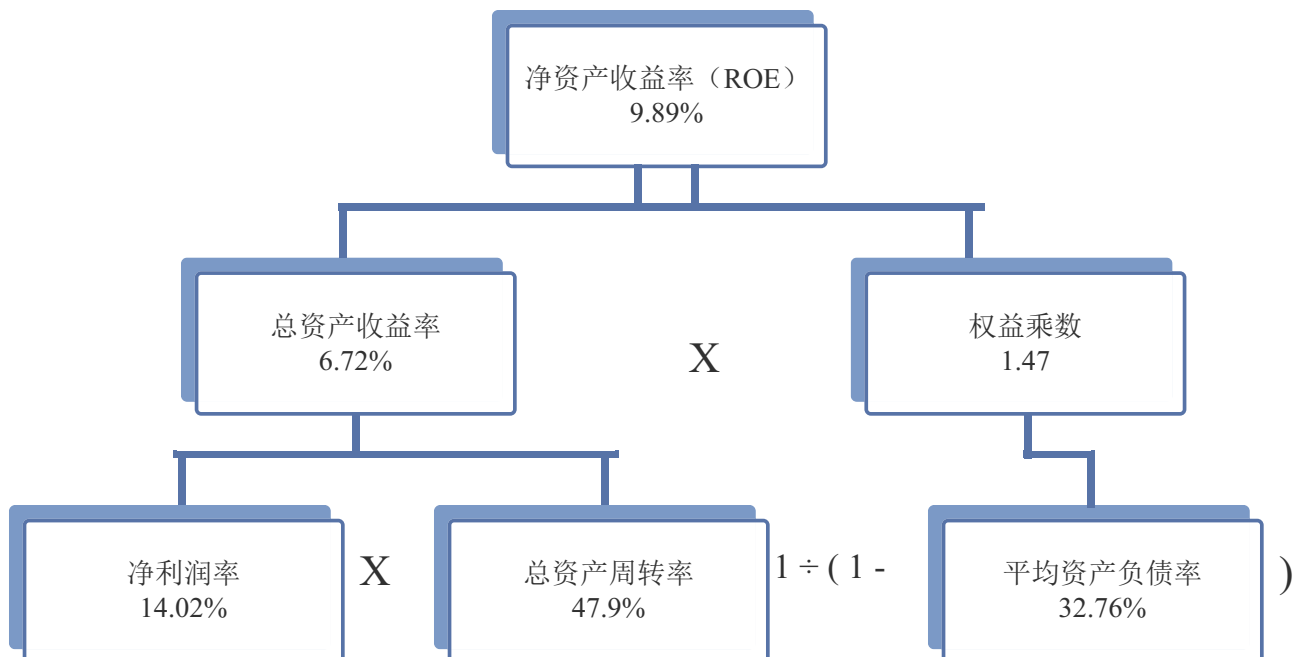 净资产收益率（ROE）
9.89%
总资产收益率
6.72%
X
权益乘数
1.47
净利润率
14.02%
X
总资产周转率
47.9%
1 ÷ ( 1 -
平均资产负债率
32.76%
)